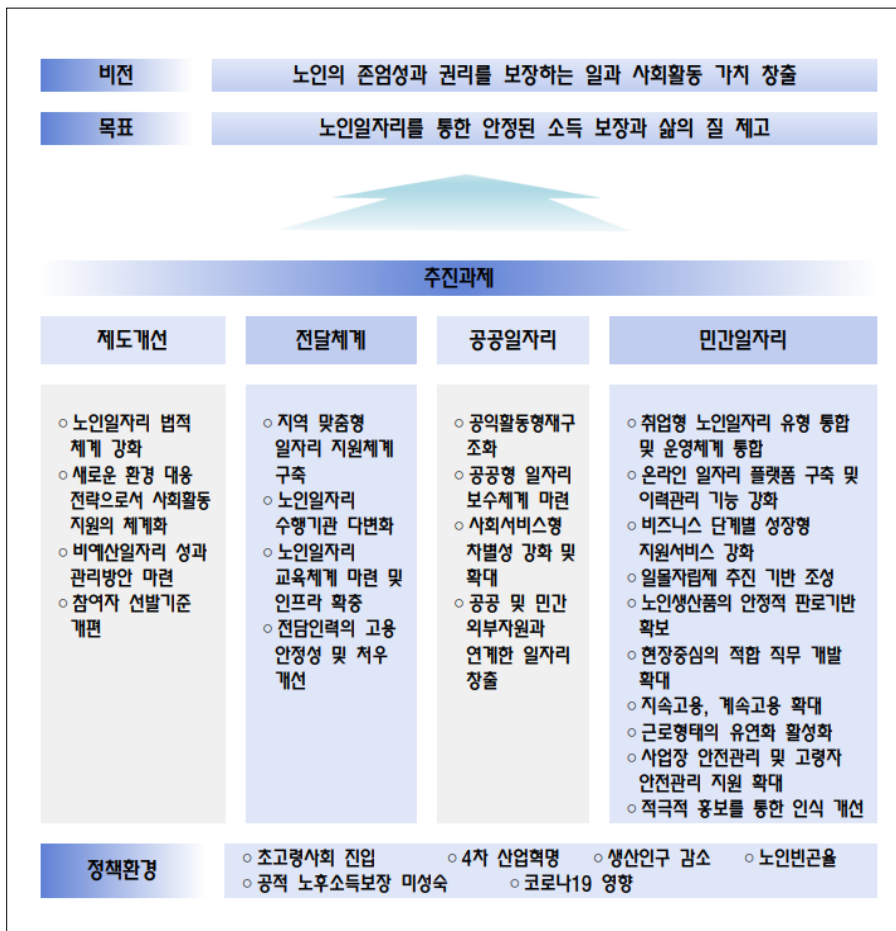 비전
노인의 존엄성과 권리를 보장하는 일과 사회활동 가치 창출
목표
노인일자리를 통한 안정된 소득 보장과 삶의 질 제고
추진과제
제도개선
○ 노인일자리 법적
체계 강화
○ 새로운 환경 대응
전략으로서 사회활동
지원의 체계화
○ 비예산일자리 성과
관리방안 마련
○ 참여자 선발기준
개편
전달체계
○ 지역 맞춤형
일자리 지원체계
구축
○ 노인일자리
수행기관 다변화
○ 노인일자리
교육체계 마련 및
인프라 확충
○ 전담인력의 고용
안정성 및 처우
개선
공공일자리
○ 공익활동형재구
조화
○ 공공형 일자리
보수체계 마련
○ 사회서비스형
차별성 강화 및
확대
○ 공공 및 민간
외부자원과
연계한 일자리
창출
민간일자리
○ 취업형 노인일자리 유형 통합
및 운영체계 통합
○ 온라인 일자리 플랫폼 구축 및
이력관리 기능 강화
○ 비즈니스 단계별 성장형
지원서비스 강화
○ 일몰자립제 추진 기반 조성
○ 노인생산품의 안정적 판로기반
확보
○ 현장중심의 적합 직무 개발
확대
○ 지속고용, 계속고용 확대
○ 근로형태의 유연화 활성화
○ 사업장 안전관리 및 고령자
안전관리 지원 확대
○ 적극적 홍보를 통한 인식 개선
정책환경
○ 초고령사회 진입 ○ 4차 산업혁명 ○ 생산인구 감소 ○ 노인빈곤율
○ 공적 노후소득보장 미성숙 ○ 코로나19 영향